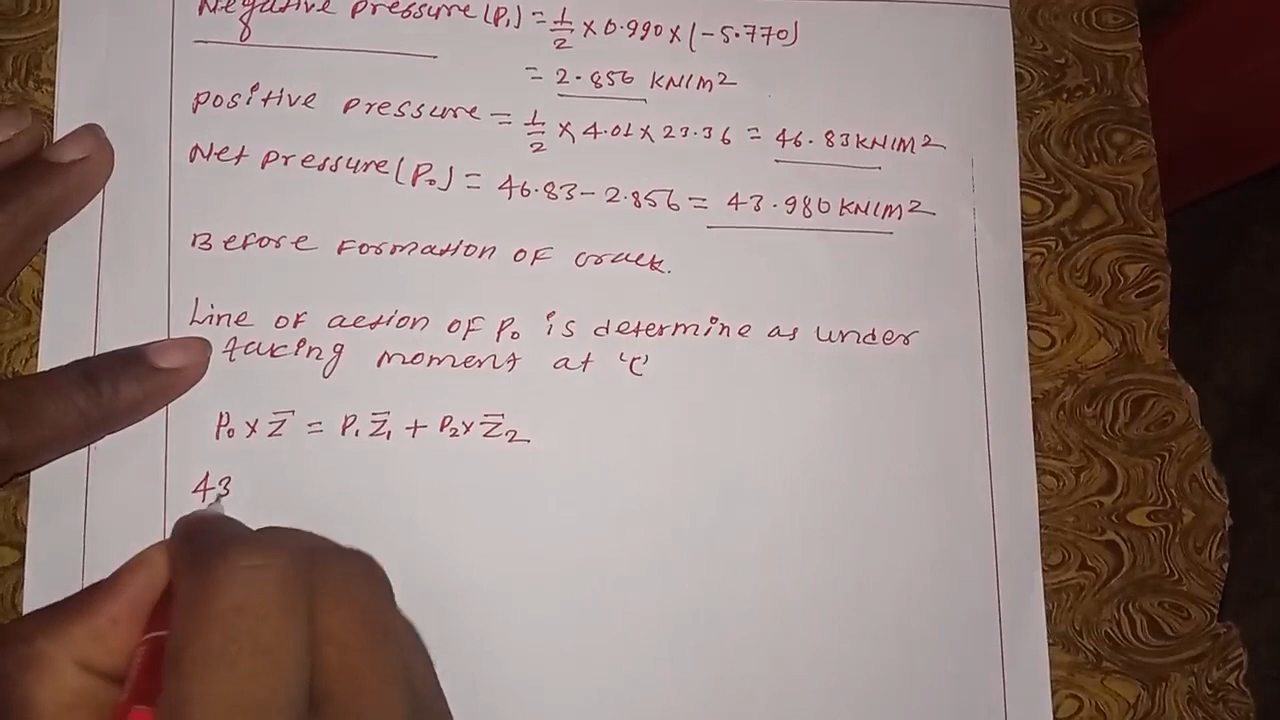 Negative pressure (P₁) = 1/2 × 0.990 × (-5.770)
= 2.856 KN/m2
positive pressure = 1/2 × 4.01 × 23.36 = 46.83 KN/m2
Net pressure (P₀) = 46.83 - 2.856 = 43.980 KN/m2
Before formation of crack.
Line of action of P₀ is determine as under
taking moment at 'C'
P₀ × Z̅ = P₁ Z̅₁ + P₂ × Z̅₂
43